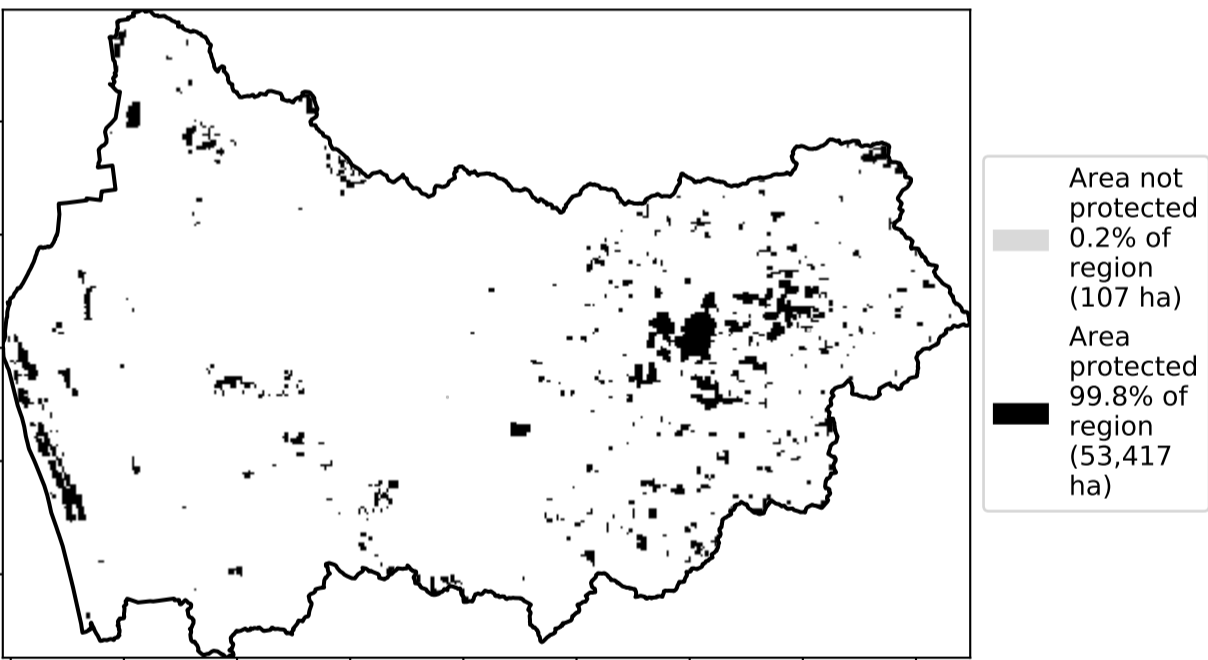 Area not
protected
0.2% of
region
(107 ha)
Area
protected
99.8% of
region
(53,417
ha)